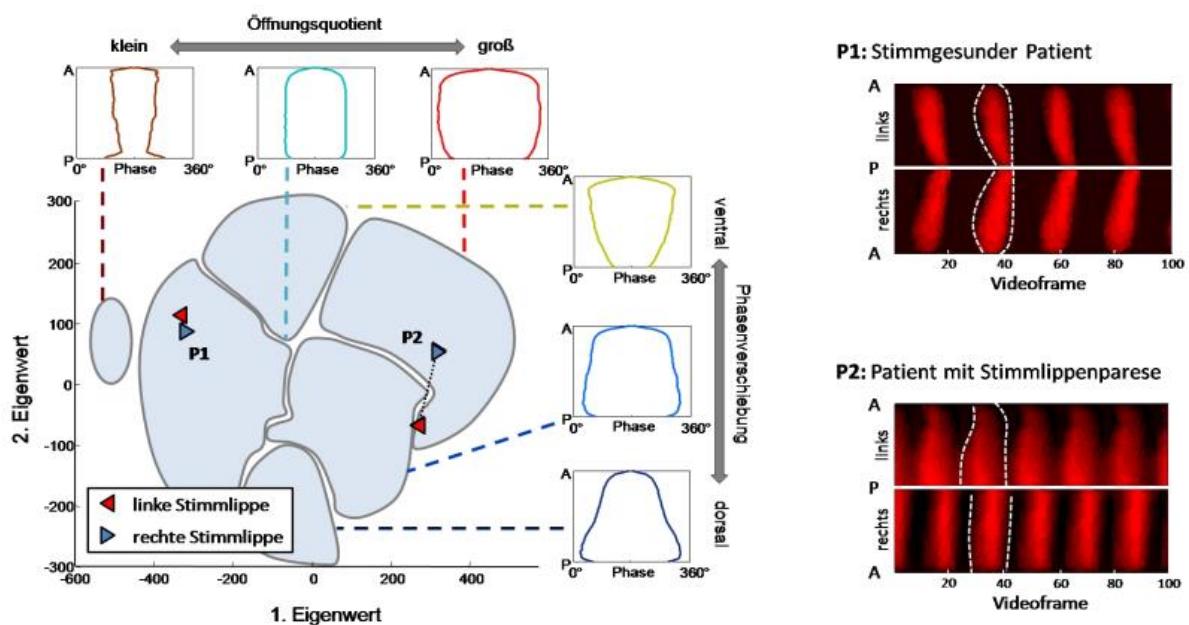 Öffnungsquotient
klein
groß
A
P
0°
Phase
360°
A
P
0°
Phase
360°
A
P
0°
Phase
360°
A
P
0°
Phase
360°
A
P
0°
Phase
360°
A
P
0°
Phase
360°
ventral
Phasenverschiebung
dorsal
300
200
100
0
-100
-200
-300
-600
-400
-200
0
200
400
2. Eigenwert
1. Eigenwert
P1
P2
linke Stimmlippe
rechte Stimmlippe
P1: Stimmgesunder Patient
A
links
P
rechts
A
20
40
60
80
100
Videoframe
P2: Patient mit Stimmlippenparese
A
links
P
rechts
A
20
40
60
80
100
Videoframe